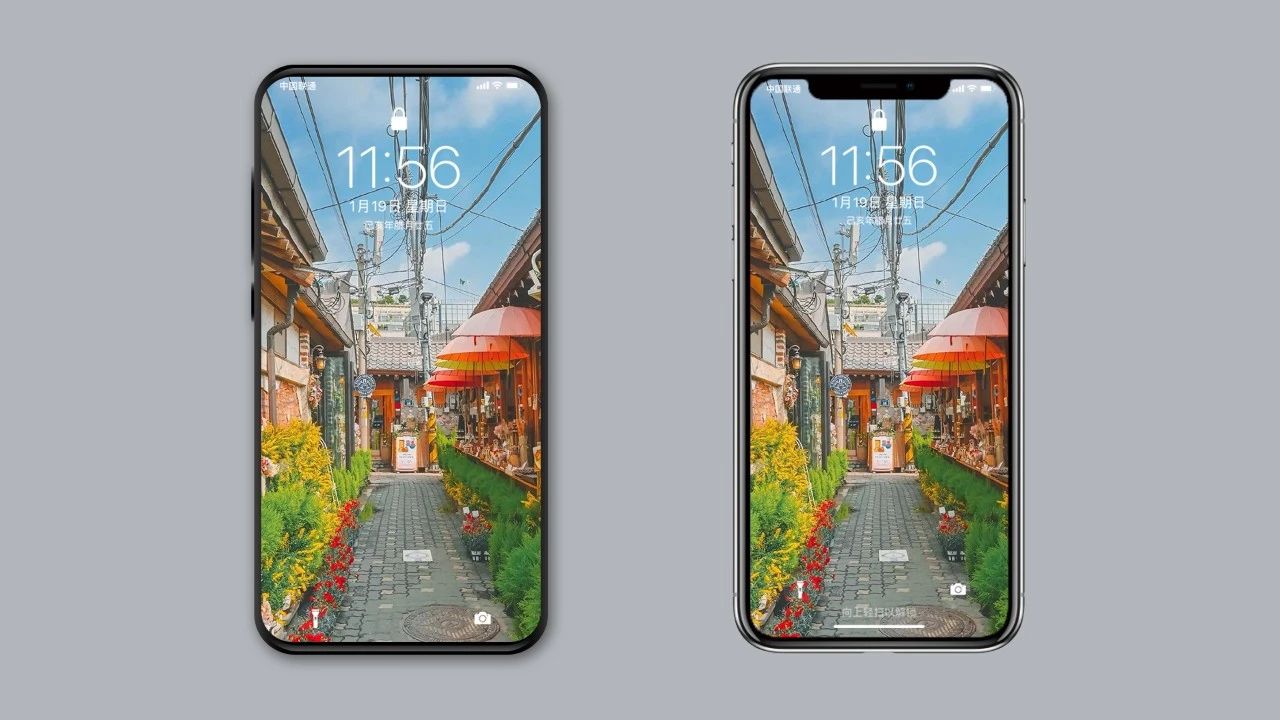 中国联通
11:56
1月19日 星期日
己亥年腊月廿五
中国联通
11:56
1月19日 星期日
己亥年腊月廿五
向上轻扫以解锁